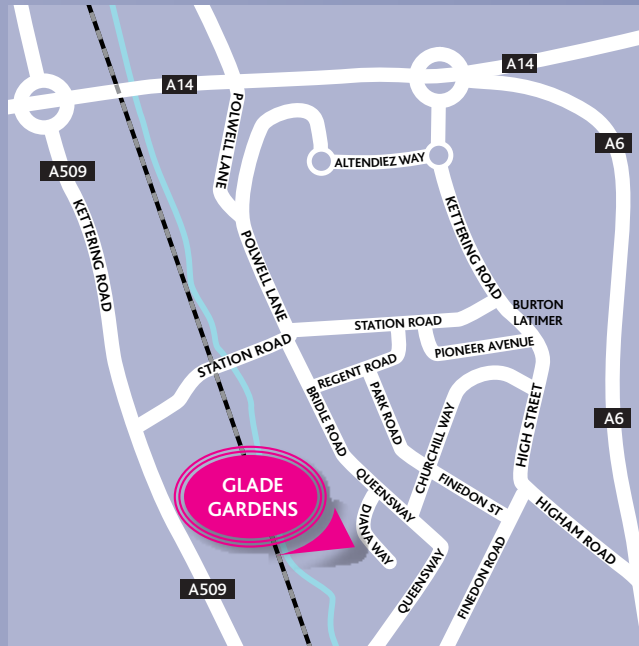 A14
A14
A6
A509
POLWELL LANE
ALTENDIEZ WAY
KETTERING ROAD
KETTERING ROAD
POLWELL LANE
BURTON
LATIMER
STATION ROAD
STATION ROAD
PIONEER AVENUE
REGENT ROAD
BRIDLE ROAD
PARK ROAD
CHURCHILL WAY
HIGH STREET
A6
GLADE
GARDENS
QUEENSWAY
FINEDON ST
DIANA WAY
HIGHAM ROAD
QUEENSWAY
FINEDON ROAD
A509